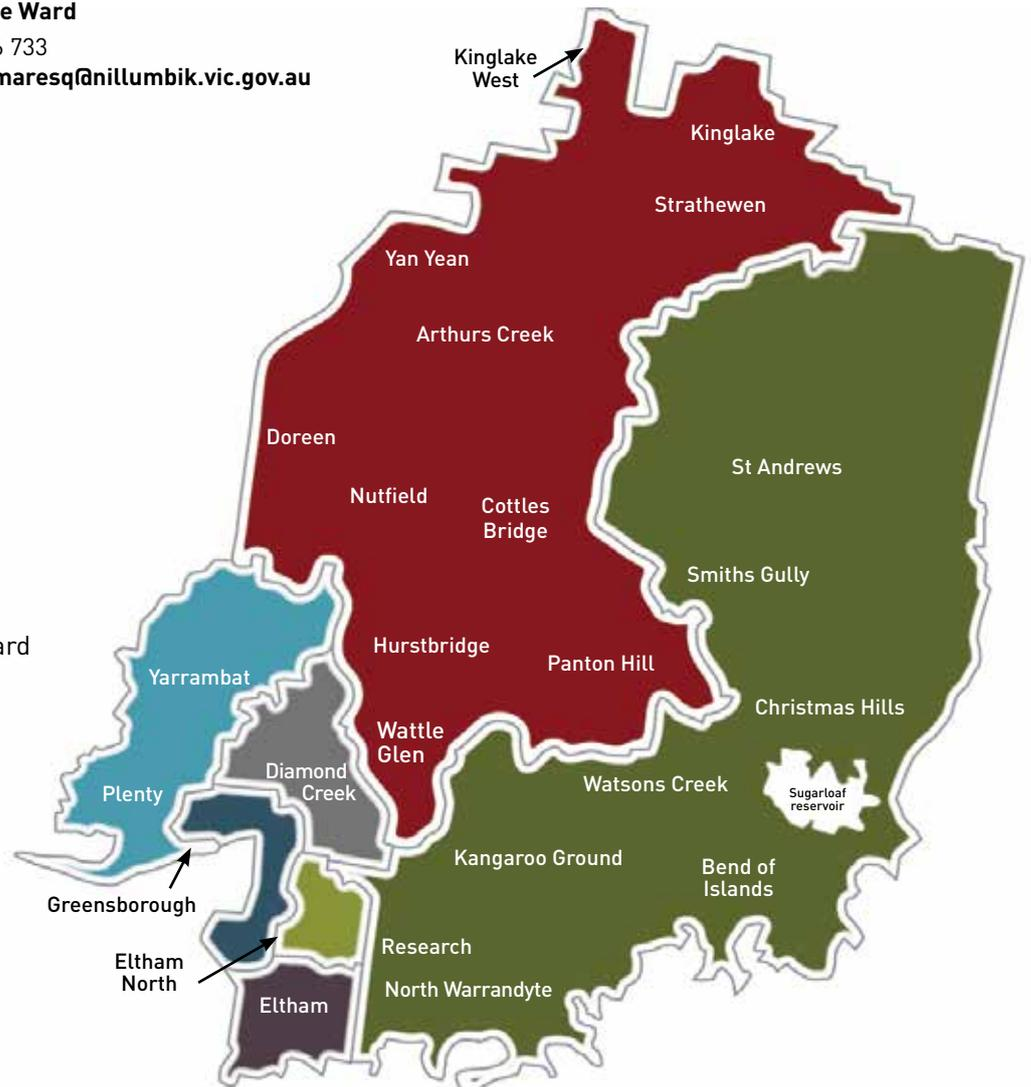 e Ward
733
maresq@nillumbik.vic.gov.au
Kinglake
West
Kinglake
Strathewen
Yan Yean
Arthurs Creek
Doreen
St Andrews
Nutfield
Cottles
Bridge
Smiths Gully
ard
Hurstbridge
Panton Hill
Yarrambat
Christmas Hills
Wattle
Glen
Diamond
Creek
Watsons Creek
Plenty
Sugarloaf
reservoir
Kangaroo Ground
Bend of
Islands
Greensborough
Research
Eltham
North
North Warrandyte
Eltham